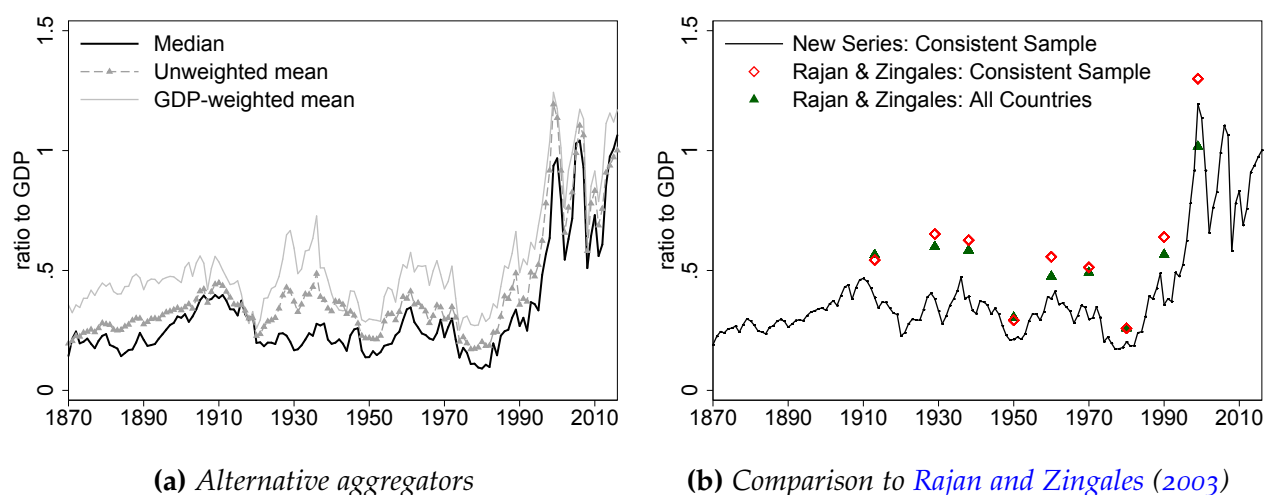 1.5
1
.5
0
ratio to GDP
Median
Unweighted mean
GDP-weighted mean
1870 1890 1910 1930 1950 1970 1990 2010
(a) Alternative aggregators
1.5
1
.5
0
ratio to GDP
New Series: Consistent Sample
Rajan & Zingales: Consistent Sample
Rajan & Zingales: All Countries
1870 1890 1910 1930 1950 1970 1990 2010
(b) Comparison to Rajan and Zingales (2003)